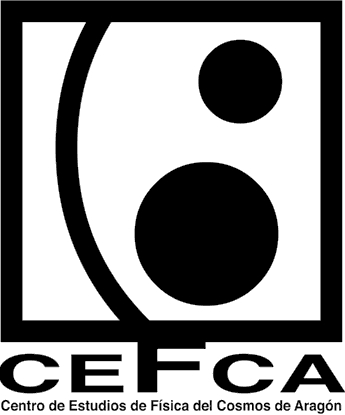 CEFCA
Centro de Estudios de Física del Cosmos de Aragón